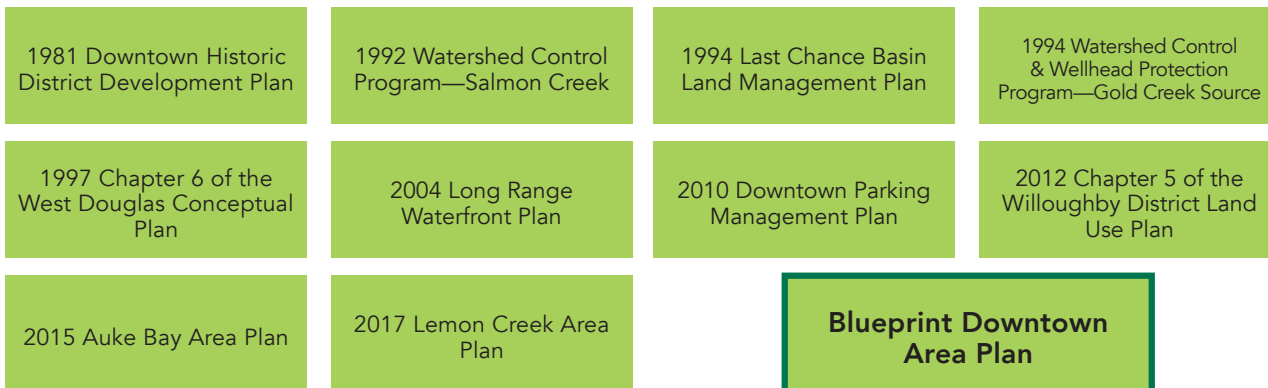 1981 Downtown Historic
District Development Plan
1992 Watershed Control
Program—Salmon Creek
1994 Last Chance Basin
Land Management Plan
1994 Watershed Control
& Wellhead Protection
Program—Gold Creek Source
1997 Chapter 6 of the
West Douglas Conceptual
Plan
2004 Long Range
Waterfront Plan
2010 Downtown Parking
Management Plan
2012 Chapter 5 of the
Willoughby District Land
Use Plan
2015 Auke Bay Area Plan
2017 Lemon Creek Area
Plan
Blueprint Downtown
Area Plan